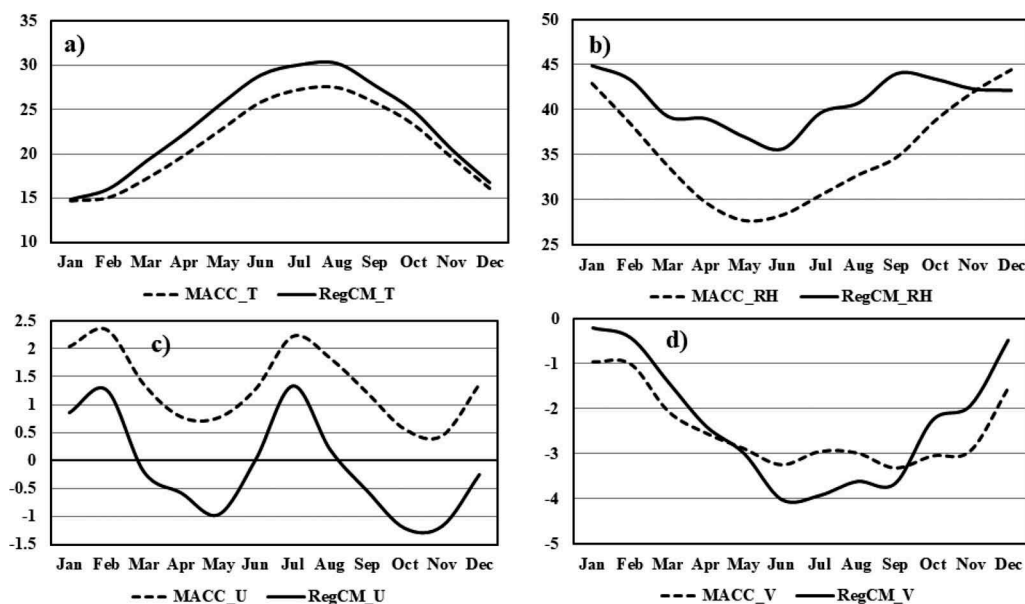 a)
35
30
25
20
15
10
Jan Feb Mar Apr May Jun Jul Aug Sep Oct Nov Dec
MACC_T RegCM_T
b)
50
45
40
35
30
25
Jan Feb Mar Apr May Jun Jul Aug Sep Oct Nov Dec
MACC_RH RegCM_RH
c)
2.5
2
1.5
1
0.5
0
-0.5
-1
-1.5
Jan Feb Mar Apr May Jun Jul Aug Sep Oct Nov Dec
MACC_U RegCM_U
d)
0
-1
-2
-3
-4
-5
Jan Feb Mar Apr May Jun Jul Aug Sep Oct Nov Dec
MACC_V RegCM_V